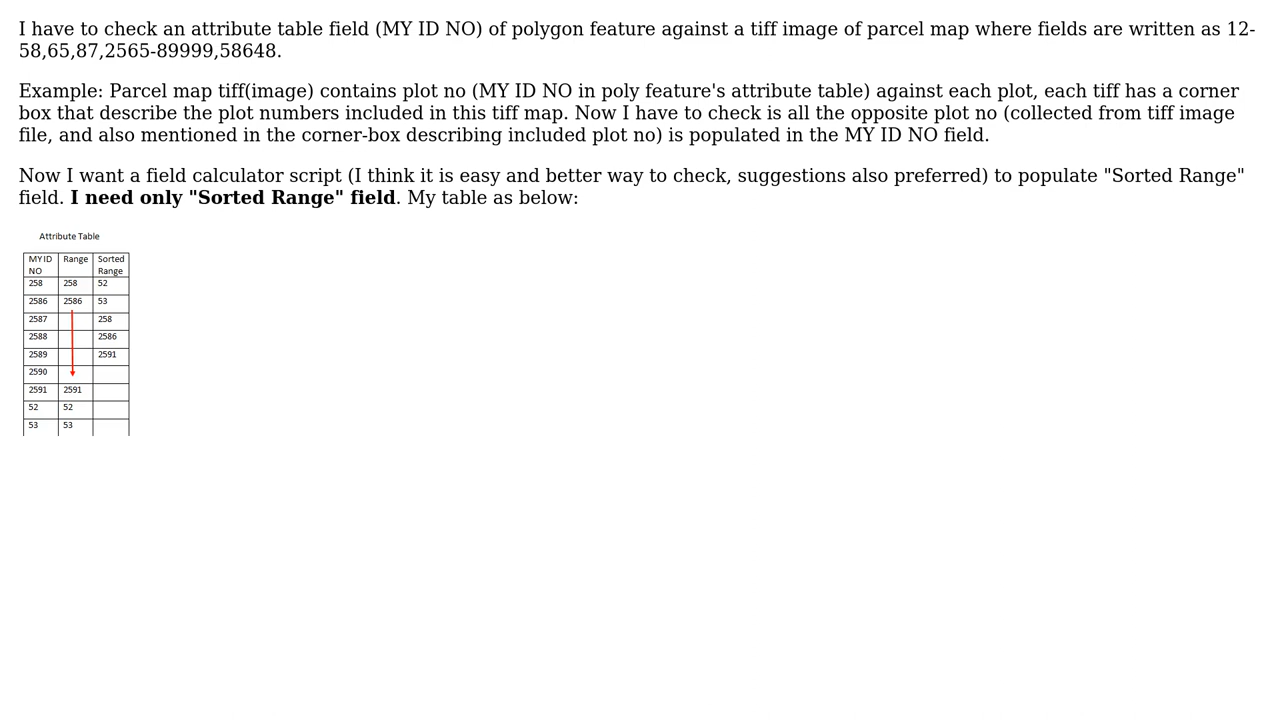 I have to check an attribute table field (MY ID NO) of polygon feature against a tiff image of parcel map where fields are written as 12-
58,65,87,2565-89999,58648.
Example: Parcel map tiff(image) contains plot no (MY ID NO in poly feature's attribute table) against each plot, each tiff has a corner
box that describe the plot numbers included in this tiff map. Now I have to check is all the opposite plot no (collected from tiff image
file, and also mentioned in the corner-box describing included plot no) is populated in the MY ID NO field.
Now I want a field calculator script (I think it is easy and better way to check, suggestions also preferred) to populate "Sorted Range"
field. I need only "Sorted Range" field. My table as below:
Attribute Table
MY ID NO Range Sorted Range
258 258 52
2586 2586 53
2587 258
2588 2586
2589 2591
2590
2591 2591
52 52
53 53